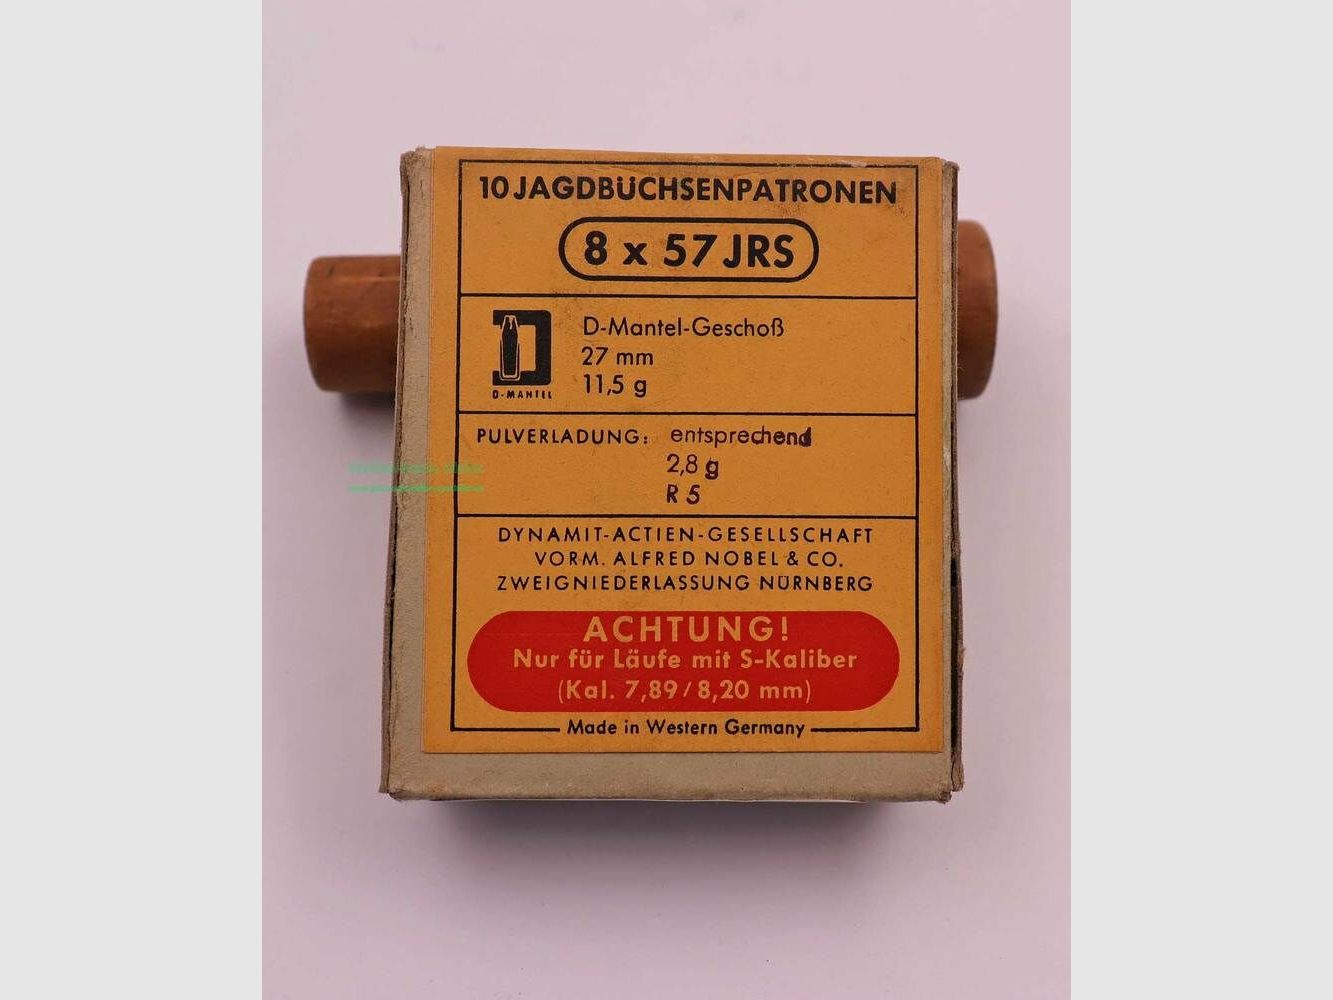 10 JAGDBÜCHSENPATRONEN
8 x 57 JRS
D-Mantel-Geschoß
27 mm
11,5 g
D-MANTEL
PULVERLADUNG: entsprechend
2,8 g
R 5
DYNAMIT-ACTIEN-GESELLSCHAFT
VORM. ALFRED NOBEL & CO.
ZWEIGNIEDERLASSUNG NÜRNBERG
ACHTUNG!
Nur für Läufe mit S-Kaliber
(Kal. 7,89/8,20 mm)
Made in Western Germany